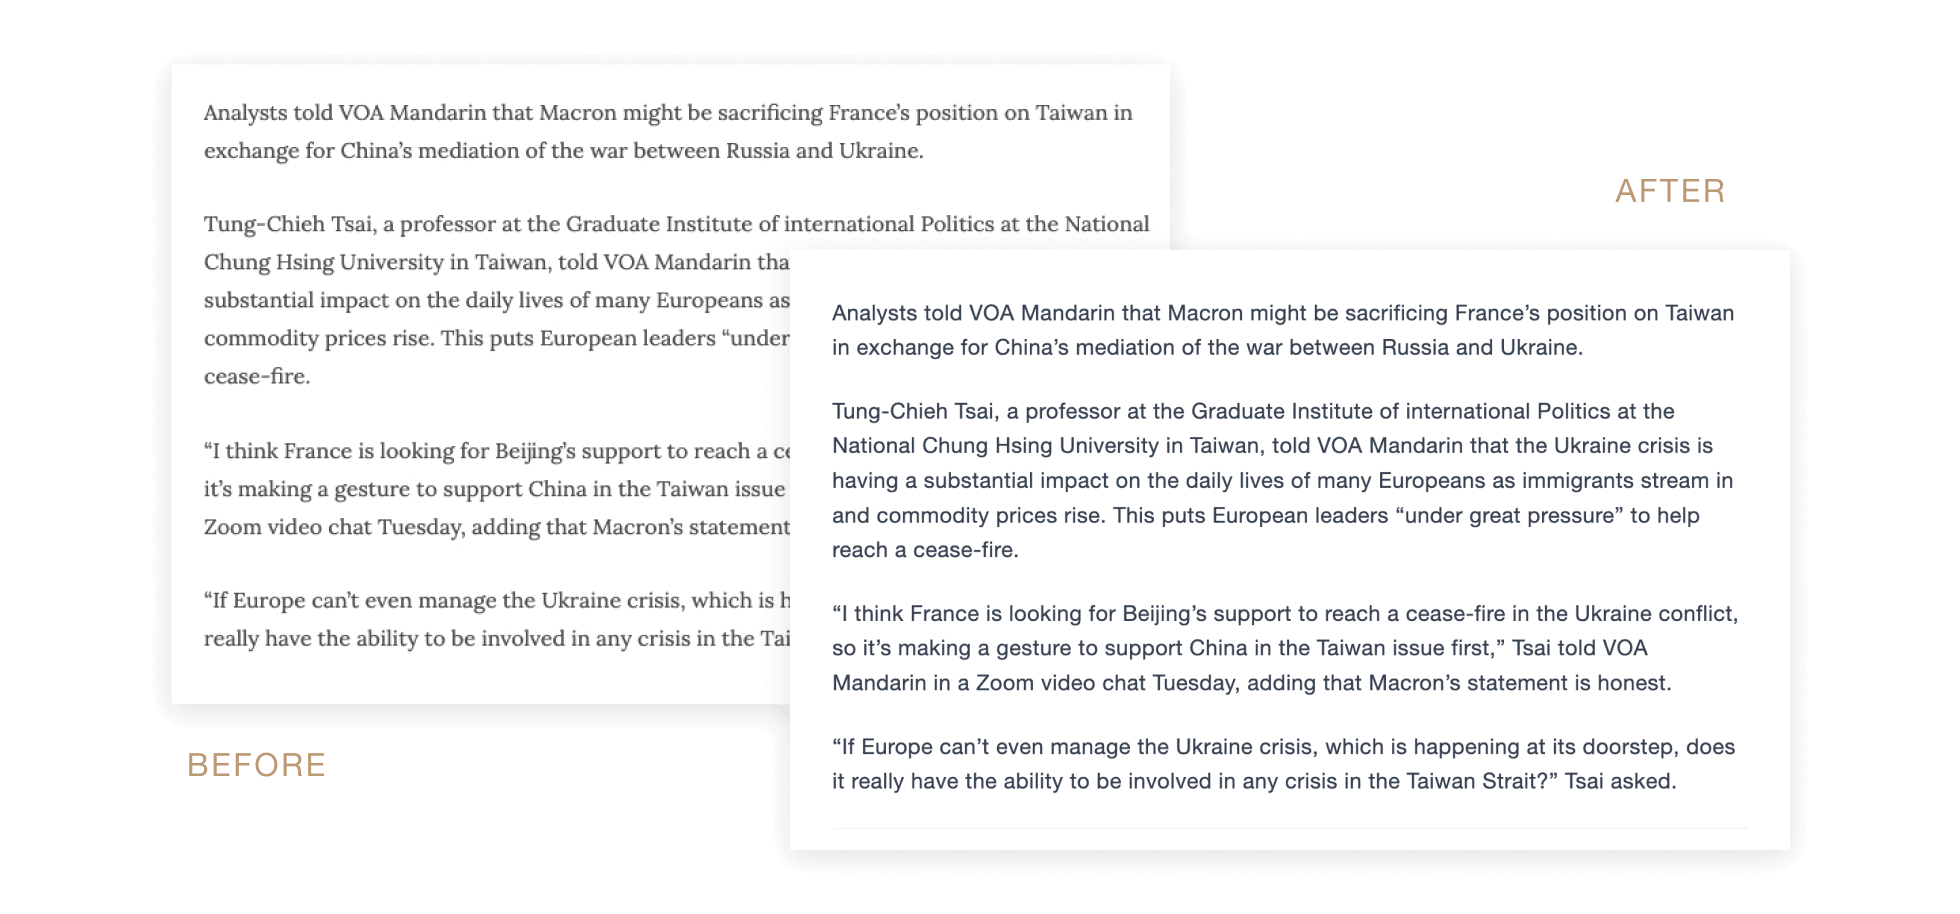 Analysts told VOA Mandarin that Macron might be sacrificing France’s position on Taiwan in
exchange for China’s mediation of the war between Russia and Ukraine.
Tung-Chieh Tsai, a professor at the Graduate Institute of international Politics at the National
Chung Hsing University in Taiwan, told VOA Mandarin tha
substantial impact on the daily lives of many Europeans as
commodity prices rise. This puts European leaders “under
cease-fire.
“I think France is looking for Beijing’s support to reach a ce
it’s making a gesture to support China in the Taiwan issue
Zoom video chat Tuesday, adding that Macron’s statement
“If Europe can’t even manage the Ukraine crisis, which is h
really have the ability to be involved in any crisis in the Tai
BEFORE
AFTER
Analysts told VOA Mandarin that Macron might be sacrificing France’s position on Taiwan
in exchange for China’s mediation of the war between Russia and Ukraine.
Tung-Chieh Tsai, a professor at the Graduate Institute of international Politics at the
National Chung Hsing University in Taiwan, told VOA Mandarin that the Ukraine crisis is
having a substantial impact on the daily lives of many Europeans as immigrants stream in
and commodity prices rise. This puts European leaders “under great pressure” to help
reach a cease-fire.
“I think France is looking for Beijing’s support to reach a cease-fire in the Ukraine conflict,
so it’s making a gesture to support China in the Taiwan issue first,” Tsai told VOA
Mandarin in a Zoom video chat Tuesday, adding that Macron’s statement is honest.
“If Europe can’t even manage the Ukraine crisis, which is happening at its doorstep, does
it really have the ability to be involved in any crisis in the Taiwan Strait?” Tsai asked.